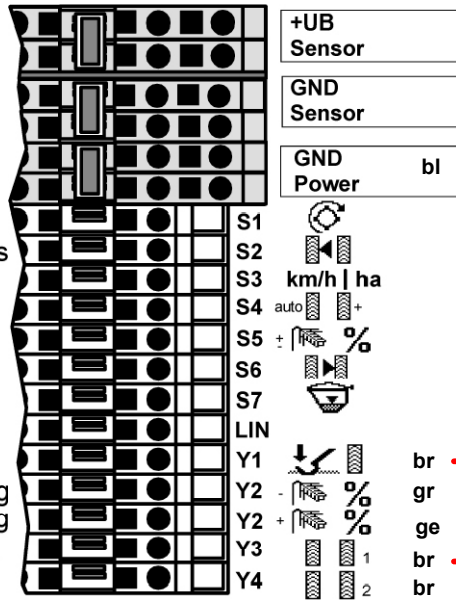 +UB
Sensor
GND
Sensor
GND bl
Power
S1
s S2
S3 km/h | ha
S4 auto +
S5 ± %
S6
S7
LIN
Y1 br
g Y2 - % gr
g Y2 + % ge
Y3 1 br
Y4 2 br